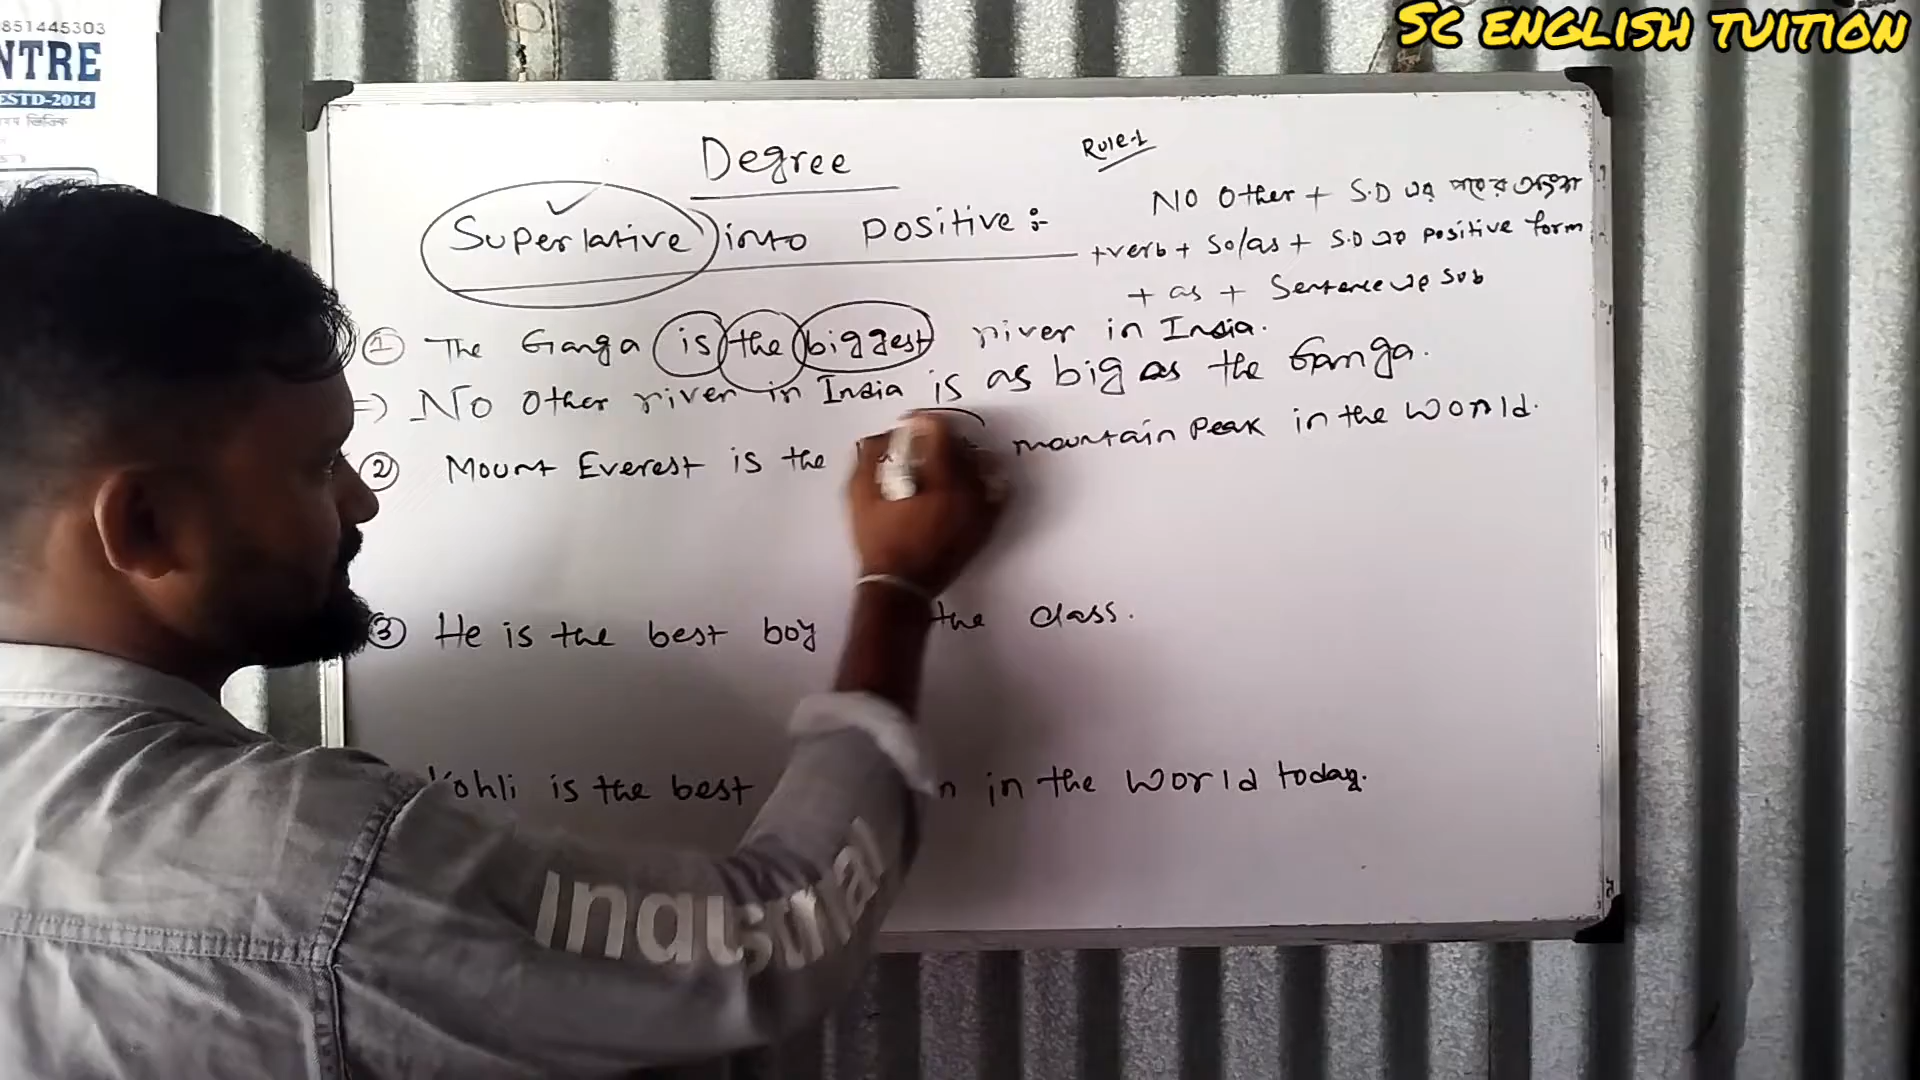 851445303
NTRE
ESTD-2014
SC ENGLISH TUITION
Degree
Superlative into Positive :-
Rule-1
No Other + S.D এর পরের অংশ
+verb + so/as + S.D এর positive form
+ as + Sentence এর sub
① The Ganga is the biggest river in India.
=> No Other river in India is as big as the Ganga.
② Mount Everest is the mountain peak in the world.
③ He is the best boy the class.
Kohli is the best in the world today.
Industrial